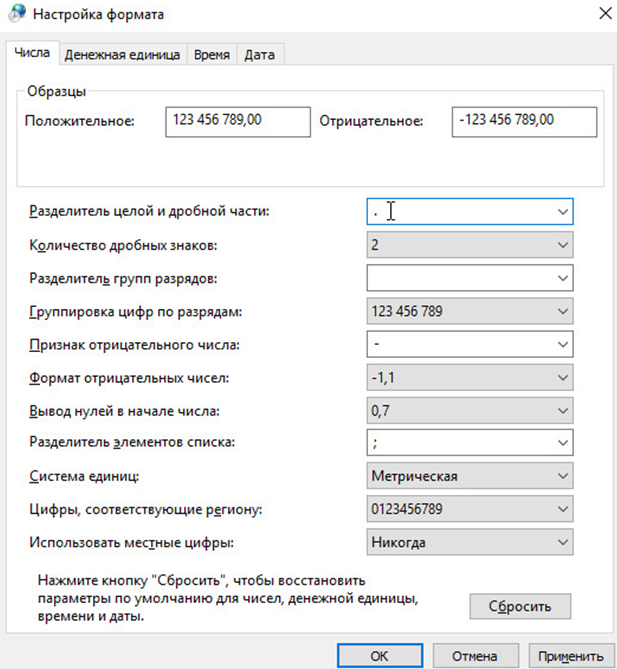 Настройка формата
Числа Денежная единица Время Дата
Образцы
Положительное: 123 456 789,00 Отрицательное: -123 456 789,00
Разделитель целой и дробной части: .
Количество дробных знаков: 2
Разделитель групп разрядов:
Группировка цифр по разрядам: 123 456 789
Признак отрицательного числа: -
Формат отрицательных чисел: -1,1
Вывод нулей в начале числа: 0,7
Разделитель элементов списка: ;
Система единиц: Метрическая
Цифры, соответствующие региону: 0123456789
Использовать местные цифры: Никогда
Нажмите кнопку "Сбросить", чтобы восстановить
параметры по умолчанию для чисел, денежной единицы,
времени и даты.
Сбросить
ОК Отмена Применить